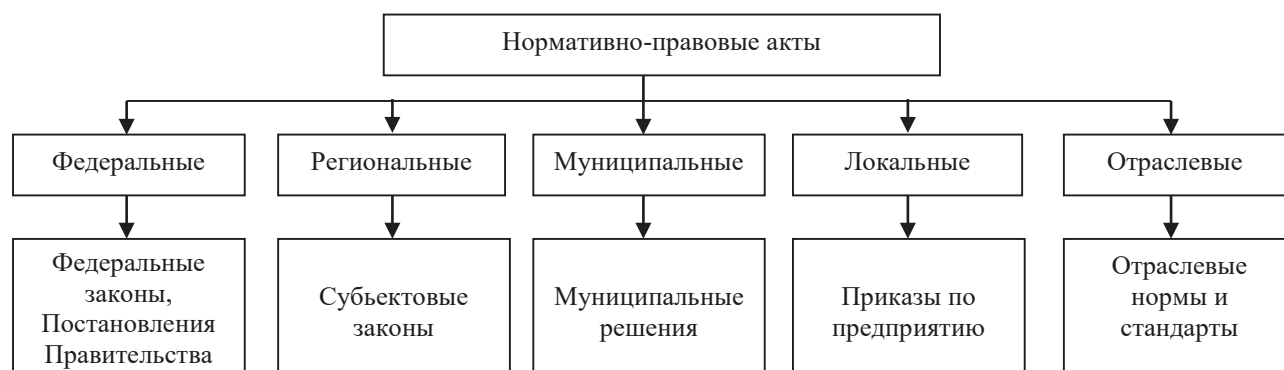 Нормативно-правовые акты
Федеральные
Региональные
Муниципальные
Локальные
Отраслевые
Федеральные
законы,
Постановления
Правительства
Субьектовые
законы
Муниципальные
решения
Приказы по
предприятию
Отраслевые
нормы и
стандарты